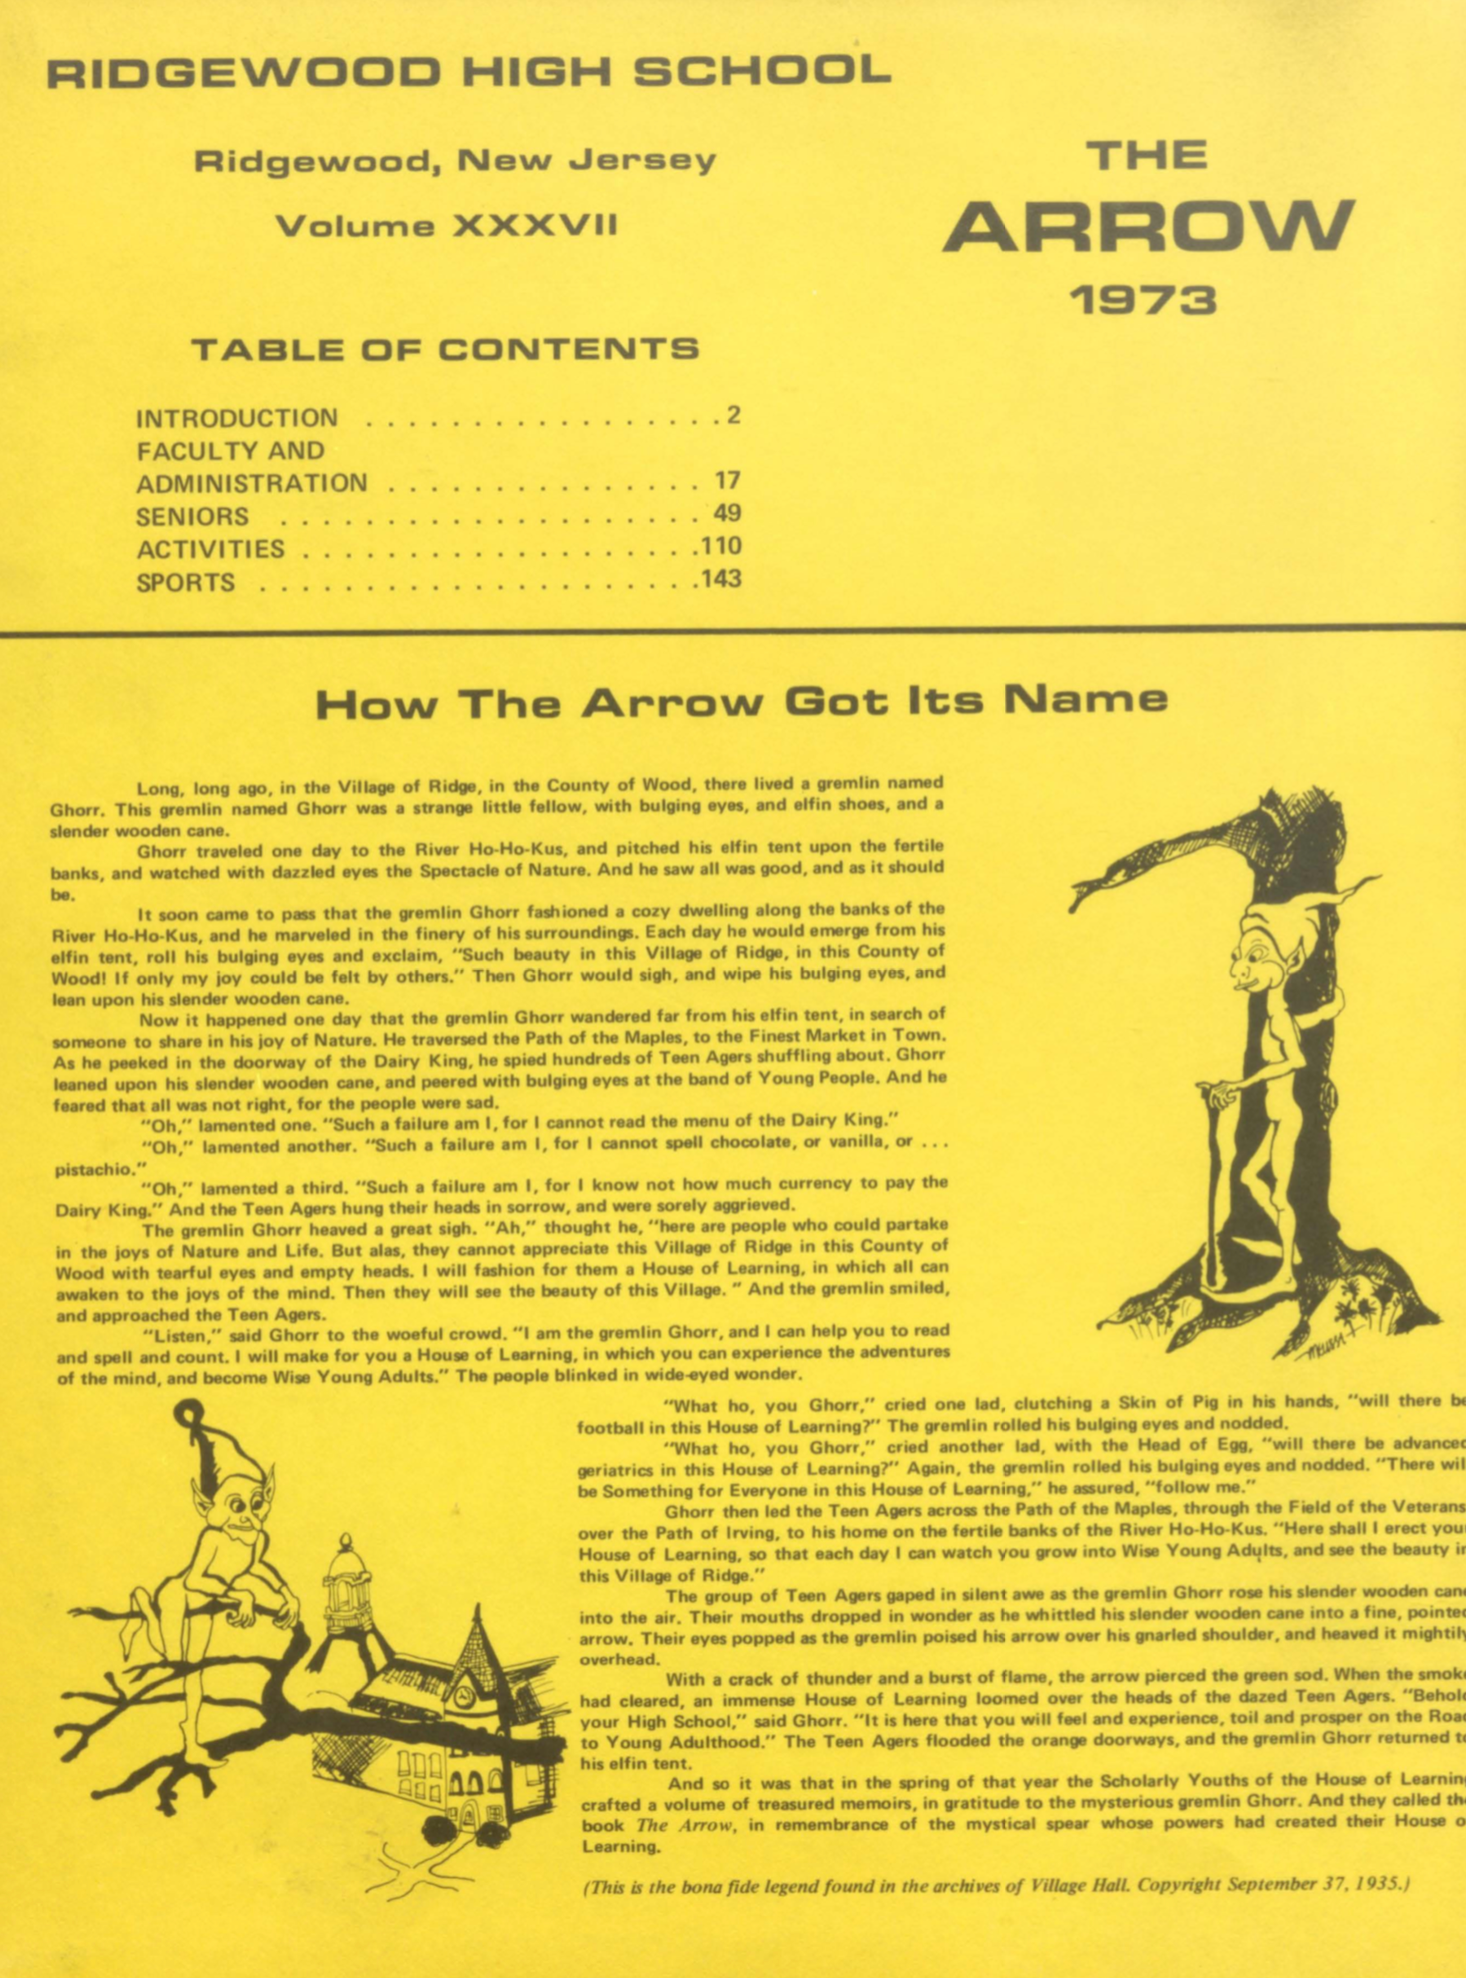 RIDGEWOOD HIGH SCHOOL
Ridgewood, New Jersey
Volume XXXVII
THE
ARROW
1973
TABLE OF CONTENTS
INTRODUCTION . . . . . . . . . . . . . . . . . 2
FACULTY AND
ADMINISTRATION . . . . . . . . . . . . . . . 17
SENIORS . . . . . . . . . . . . . . . . . . . . 49
ACTIVITIES . . . . . . . . . . . . . . . . . . .110
SPORTS . . . . . . . . . . . . . . . . . . . . .143
How The Arrow Got Its Name
Long, long ago, in the Village of Ridge, in the County of Wood, there lived a gremlin named
Ghorr. This gremlin named Ghorr was a strange little fellow, with bulging eyes, and elfin shoes, and a
slender wooden cane.
Ghorr traveled one day to the River Ho-Ho-Kus, and pitched his elfin tent upon the fertile
banks, and watched with dazzled eyes the Spectacle of Nature. And he saw all was good, and as it should
be.
It soon came to pass that the gremlin Ghorr fashioned a cozy dwelling along the banks of the
River Ho-Ho-Kus, and he marveled in the finery of his surroundings. Each day he would emerge from his
elfin tent, roll his bulging eyes and exclaim, "Such beauty in this Village of Ridge, in this County of
Wood! If only my joy could be felt by others." Then Ghorr would sigh, and wipe his bulging eyes, and
lean upon his slender wooden cane.
Now it happened one day that the gremlin Ghorr wandered far from his elfin tent, in search of
someone to share in his joy of Nature. He traversed the Path of the Maples, to the Finest Market in Town.
As he peeked in the doorway of the Dairy King, he spied hundreds of Teen Agers shuffling about. Ghorr
leaned upon his slender wooden cane, and peered with bulging eyes at the band of Young People. And he
feared that all was not right, for the people were sad.
"Oh," lamented one. "Such a failure am I, for I cannot read the menu of the Dairy King."
"Oh," lamented another. "Such a failure am I, for I cannot spell chocolate, or vanilla, or . . .
pistachio."
"Oh," lamented a third. "Such a failure am I, for I know not how much currency to pay the
Dairy King." And the Teen Agers hung their heads in sorrow, and were sorely aggrieved.
The gremlin Ghorr heaved a great sigh. "Ah," thought he, "here are people who could partake
in the joys of Nature and Life. But alas, they cannot appreciate this Village of Ridge in this County of
Wood with tearful eyes and empty heads. I will fashion for them a House of Learning, in which all can
awaken to the joys of the mind. Then they will see the beauty of this Village. " And the gremlin smiled,
and approached the Teen Agers.
"Listen," said Ghorr to the woeful crowd. "I am the gremlin Ghorr, and I can help you to read
and spell and count. I will make for you a House of Learning, in which you can experience the adventures
of the mind, and become Wise Young Adults." The people blinked in wide-eyed wonder.
"What ho, you Ghorr," cried one lad, clutching a Skin of Pig in his hands, "will there be
football in this House of Learning?" The gremlin rolled his bulging eyes and nodded.
"What ho, you Ghorr," cried another lad, with the Head of Egg, "will there be advanced
geriatrics in this House of Learning?" Again, the gremlin rolled his bulging eyes and nodded. "There wil
be Something for Everyone in this House of Learning," he assured, "follow me."
Ghorr then led the Teen Agers across the Path of the Maples, through the Field of the Veterans
over the Path of Irving, to his home on the fertile banks of the River Ho-Ho-Kus. "Here shall I erect you
House of Learning, so that each day I can watch you grow into Wise Young Adults, and see the beauty in
this Village of Ridge."
The group of Teen Agers gaped in silent awe as the gremlin Ghorr rose his slender wooden cane
into the air. Their mouths dropped in wonder as he whittled his slender wooden cane into a fine, pointed
arrow. Their eyes popped as the gremlin poised his arrow over his gnarled shoulder, and heaved it mightily
overhead.
With a crack of thunder and a burst of flame, the arrow pierced the green sod. When the smoke
had cleared, an immense House of Learning loomed over the heads of the dazed Teen Agers. "Behold
your High School," said Ghorr. "It is here that you will feel and experience, toil and prosper on the Road
to Young Adulthood." The Teen Agers flooded the orange doorways, and the gremlin Ghorr returned to
his elfin tent.
And so it was that in the spring of that year the Scholarly Youths of the House of Learning
crafted a volume of treasured memoirs, in gratitude to the mysterious gremlin Ghorr. And they called the
book The Arrow, in remembrance of the mystical spear whose powers had created their House o
Learning.
(This is the bona fide legend found in the archives of Village Hall. Copyright September 37, 1935.)